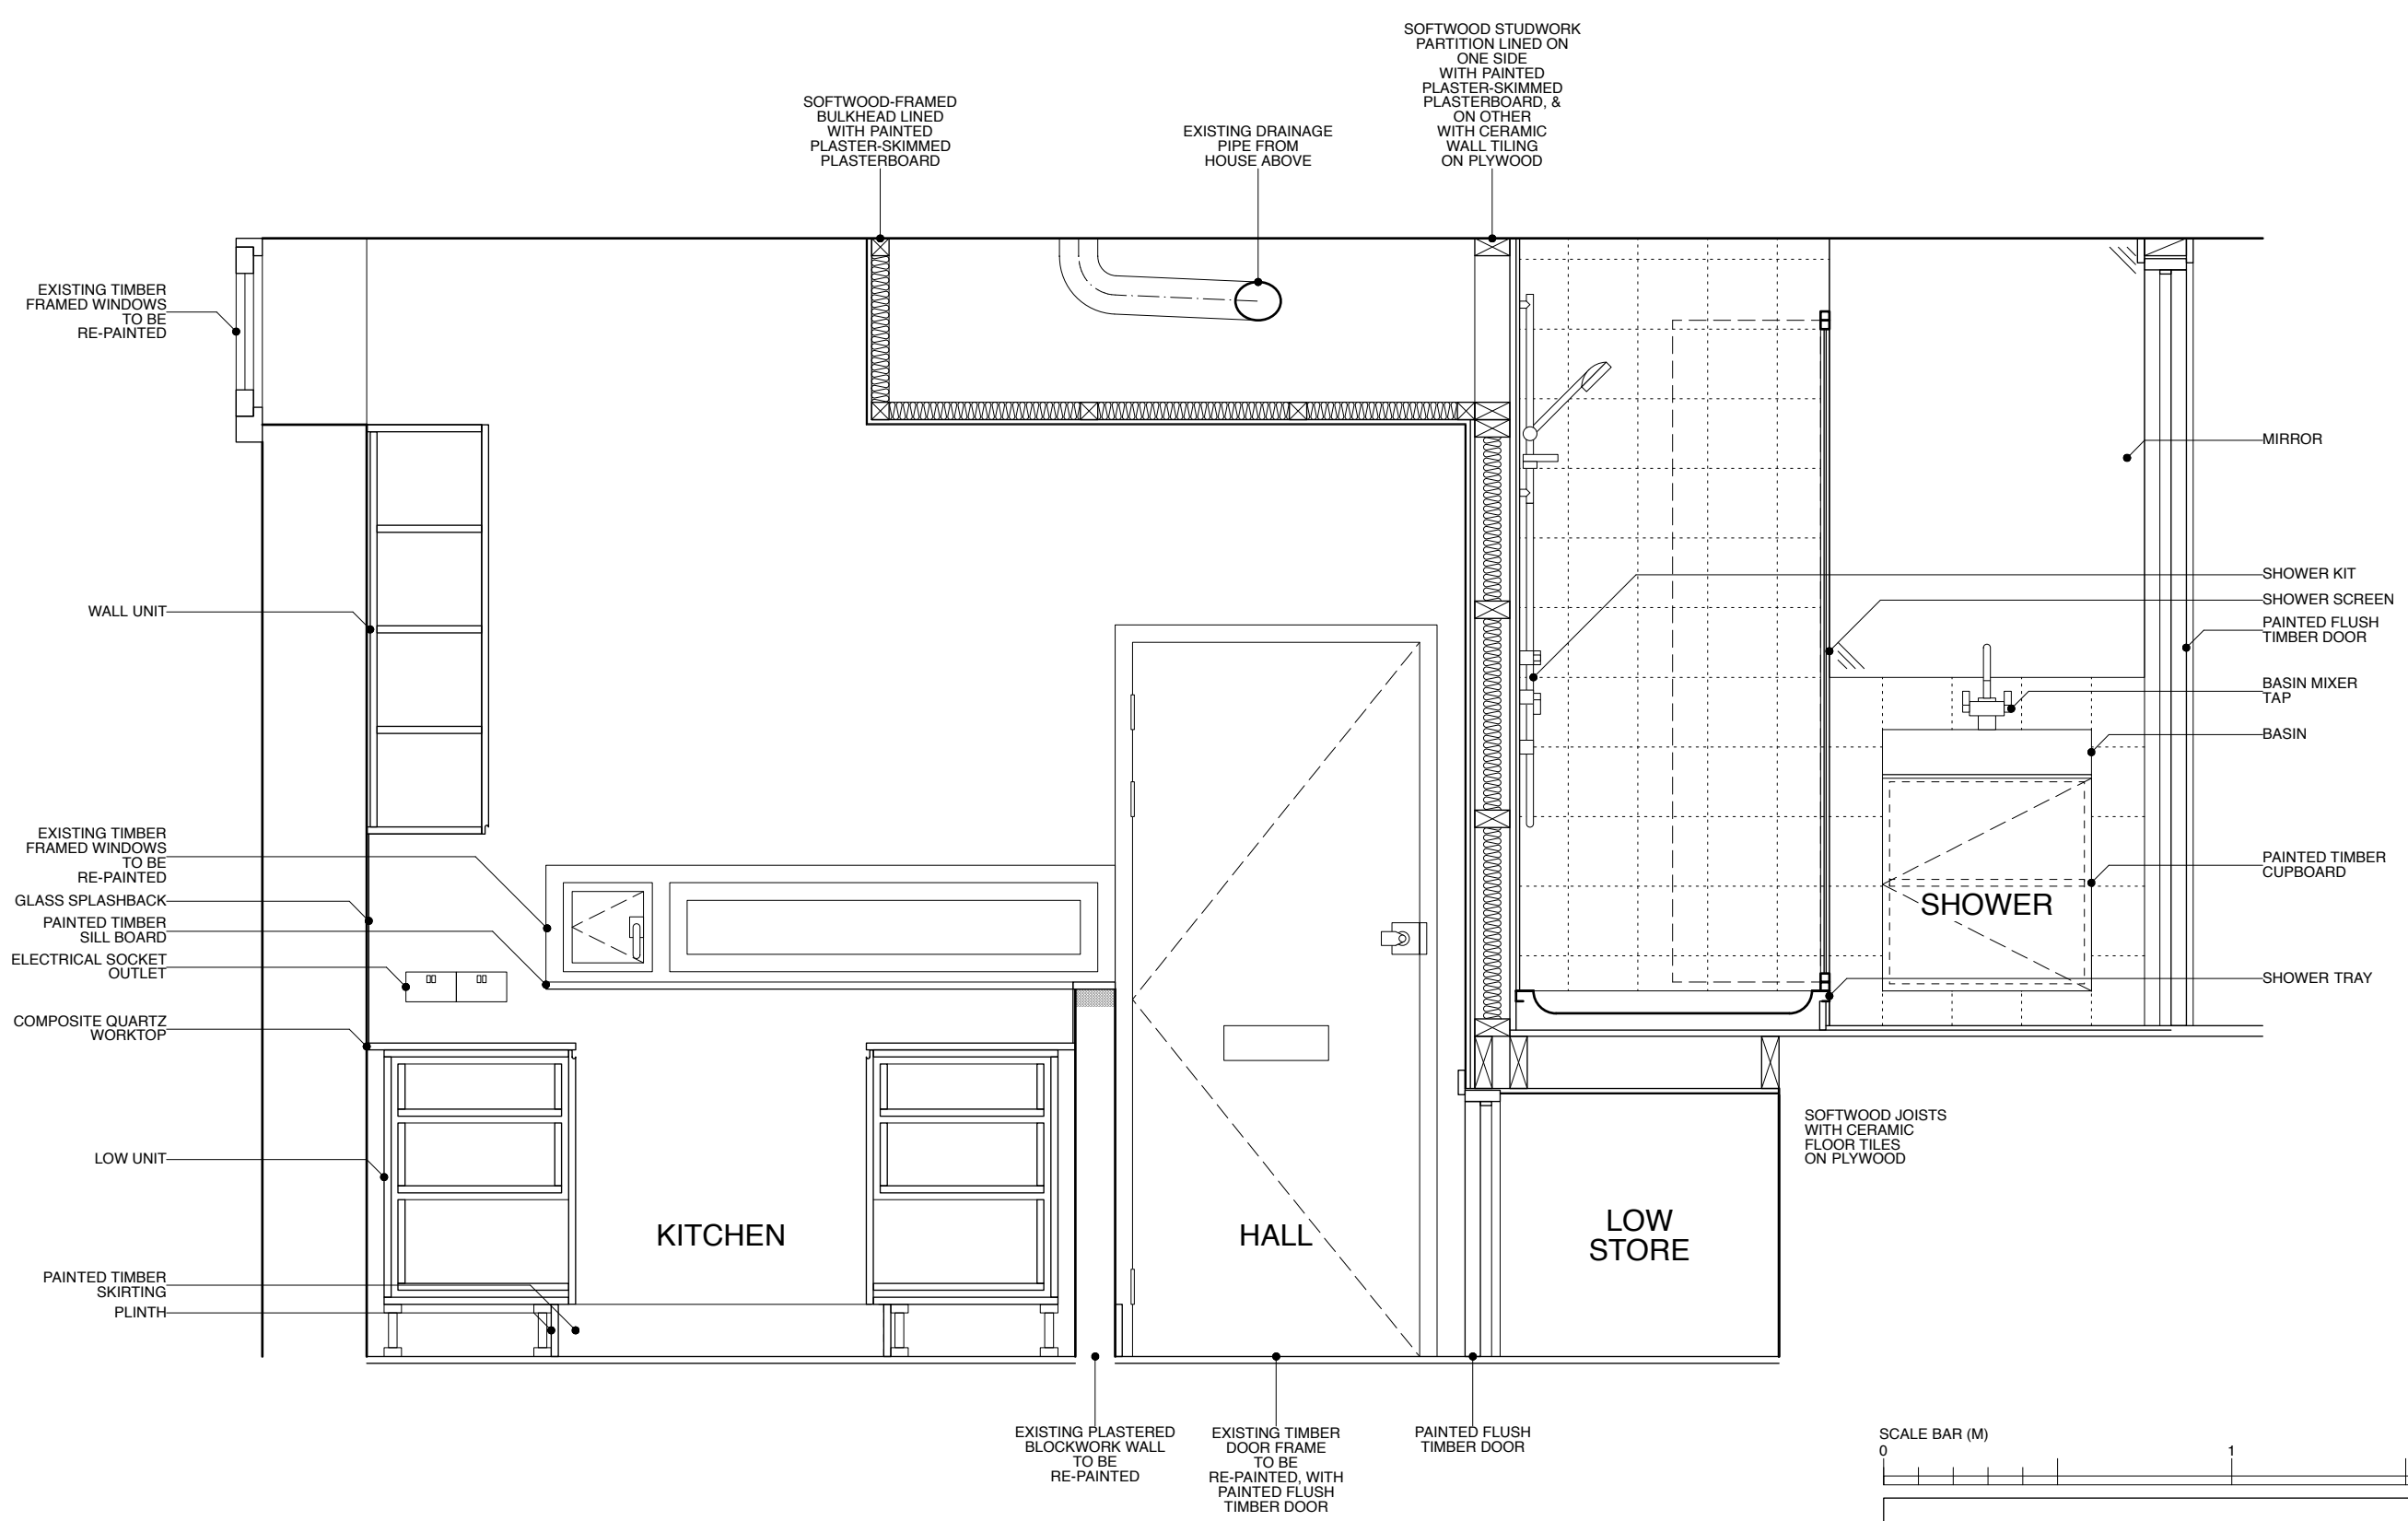 SOFTWOOD STUDWORK
PARTITION LINED ON
ONE SIDE
WITH PAINTED
PLASTER-SKIMMED
PLASTERBOARD, &
ON OTHER
WITH CERAMIC
WALL TILING
ON PLYWOOD
SOFTWOOD-FRAMED
BULKHEAD LINED
WITH PAINTED
PLASTER-SKIMMED
PLASTERBOARD
EXISTING DRAINAGE
PIPE FROM
HOUSE ABOVE
EXISTING TIMBER
FRAMED WINDOWS
TO BE
RE-PAINTED
WALL UNIT
EXISTING TIMBER
FRAMED WINDOWS
TO BE
RE-PAINTED
GLASS SPLASHBACK
PAINTED TIMBER
SILL BOARD
ELECTRICAL SOCKET
OUTLET
COMPOSITE QUARTZ
WORKTOP
LOW UNIT
PAINTED TIMBER
SKIRTING
PLINTH
KITCHEN
HALL
LOW
STORE
SHOWER
MIRROR
SHOWER KIT
SHOWER SCREEN
PAINTED FLUSH
TIMBER DOOR
BASIN MIXER
TAP
BASIN
PAINTED TIMBER
CUPBOARD
SHOWER TRAY
SOFTWOOD JOISTS
WITH CERAMIC
FLOOR TILES
ON PLYWOOD
EXISTING PLASTERED
BLOCKWORK WALL
TO BE
RE-PAINTED
EXISTING TIMBER
DOOR FRAME
TO BE
RE-PAINTED, WITH
PAINTED FLUSH
TIMBER DOOR
PAINTED FLUSH
TIMBER DOOR
SCALE BAR (M)
0 1